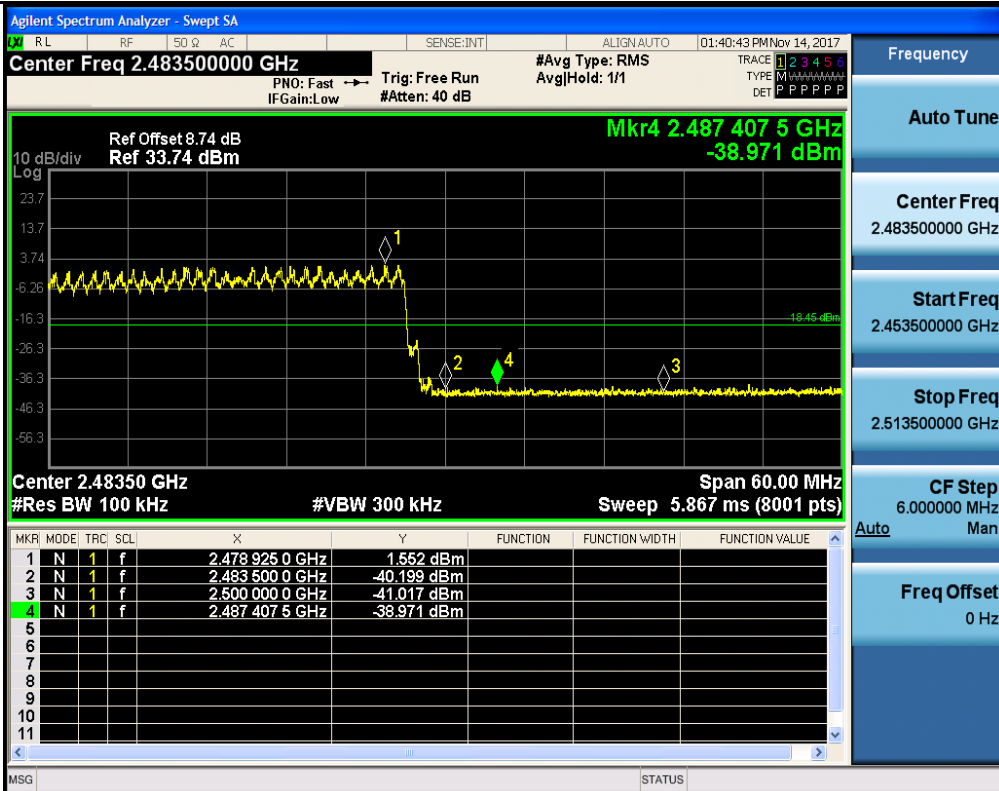 Agilent Spectrum Analyzer - Swept SA
LXI RL RF 50 Ω AC SENSE:INT ALIGN AUTO 01:40:43 PM Nov 14, 2017
Center Freq 2.483500000 GHz #Avg Type: RMS TRACE 1 2 3 4 5 6
PNO: Fast Trig: Free Run Avg|Hold: 1/1 TYPE M
IFGain:Low #Atten: 40 dB DET P P P P P P
Mkr4 2.487 407 5 GHz
Ref Offset 8.74 dB
10 dB/div Ref 33.74 dBm -38.971 dBm
Log
23.7
13.7
1
3.74
-6.26
-16.3 -18.45 dBm
-26.3
2 4 3
-36.3
-46.3
-56.3
Center 2.48350 GHz Span 60.00 MHz
#Res BW 100 kHz #VBW 300 kHz Sweep 5.867 ms (8001 pts)
MKR MODE TRC SCL X Y FUNCTION FUNCTION WIDTH FUNCTION VALUE
1 N 1 f 2.478 925 0 GHz 1.552 dBm
2 N 1 f 2.483 500 0 GHz -40.199 dBm
3 N 1 f 2.500 000 0 GHz -41.017 dBm
4 N 1 f 2.487 407 5 GHz -38.971 dBm
5
6
7
8
9
10
11
MSG STATUS
Frequency
Auto Tune
Center Freq
2.483500000 GHz
Start Freq
2.453500000 GHz
Stop Freq
2.513500000 GHz
CF Step
6.000000 MHz
Auto Man
Freq Offset
0 Hz